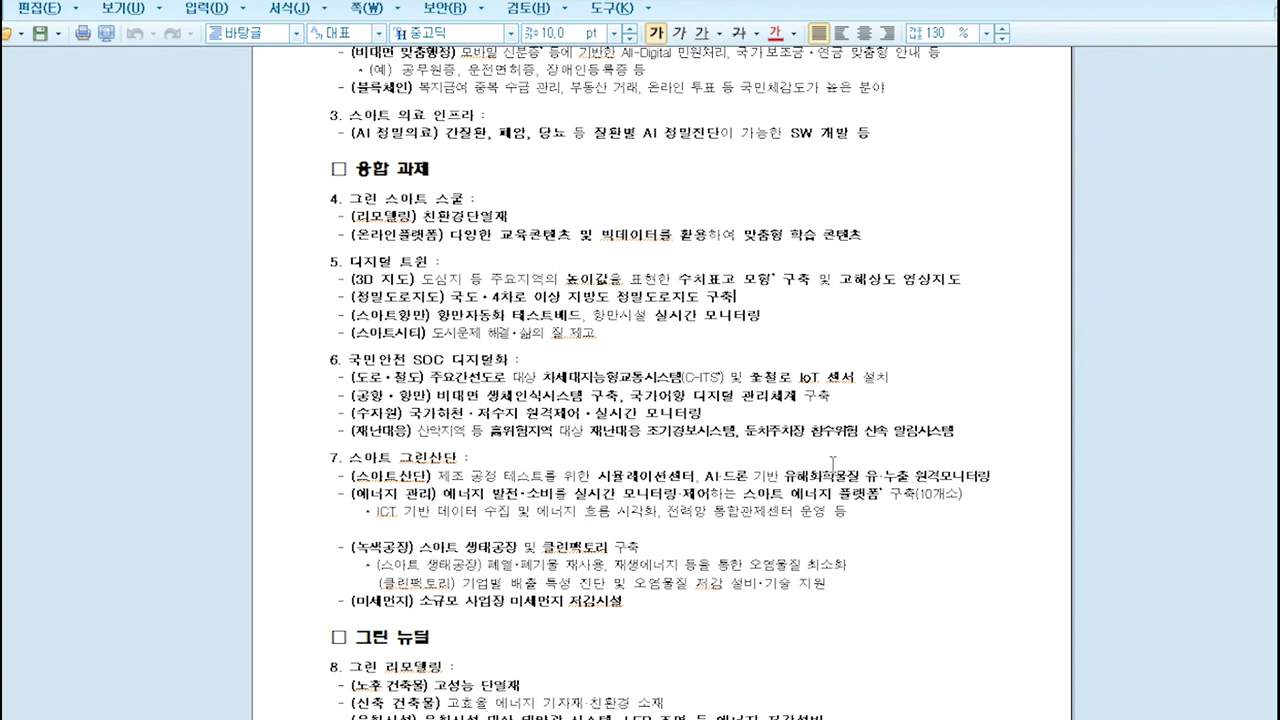 편집(E) 보기(U) 입력(D) 서식(J) 쪽(W) 보안(R) 검토(H) 도구(K)
바탕글 대표 중고딕 10.0 pt 가 가 가 가 가 130 %
- (비대면 맞춤행정) 모바일 신분증* 등에 기반한 All-Digital 민원처리, 국가보조금·연금 맞춤형 안내 등
* (예) 공무원증, 운전면허증, 장애인등록증 등
- (블록체인) 복지급여 중복 수급 관리, 부동산 거래, 온라인 투표 등 국민체감도가 높은 분야
3. 스마트 의료 인프라 :
- (AI 정밀의료) 간질환, 폐암, 당뇨 등 질환별 AI 정밀진단이 가능한 SW 개발 등
□ 융합 과제
4. 그린 스마트 스쿨 :
- (리모델링) 친환경단열재
- (온라인플랫폼) 다양한 교육콘텐츠 및 빅데이터를 활용하여 맞춤형 학습 콘텐츠
5. 디지털 트윈 :
- (3D 지도) 도심지 등 주요지역의 높이값을 표현한 수치표고 모형* 구축 및 고해상도 영상지도
- (정밀도로지도) 국도·4차로 이상 지방도 정밀도로지도 구축
- (스마트항만) 항만자동화 테스트베드, 항만시설 실시간 모니터링
- (스마트시티) 도시문제 해결·삶의 질 제고
6. 국민안전 SOC 디지털화 :
- (도로·철도) 주요간선도로 대상 차세대지능형교통시스템(C-ITS*) 및 全철로 IoT 센서 설치
- (공항·항만) 비대면 생체인식시스템 구축, 국가어항 디지털 관리체계 구축
- (수자원) 국가하천·저수지 원격제어·실시간 모니터링
- (재난대응) 산악지역 등 高위험지역 대상 재난대응 조기경보시스템, 둔치주차장 침수위험 신속 알림시스템
7. 스마트 그린산단 :
- (스마트산단) 제조 공정 테스트를 위한 시뮬레이션센터, AI·드론 기반 유해화학물질 유·누출 원격모니터링
- (에너지 관리) 에너지 발전·소비를 실시간 모니터링·제어하는 스마트 에너지 플랫폼* 구축(10개소)
* ICT 기반 데이터 수집 및 에너지 흐름 시각화, 전력망 통합관제센터 운영 등
- (녹색공장) 스마트 생태공장 및 클린팩토리 구축
* (스마트 생태공장) 폐열·폐기물 재사용, 재생에너지 등을 통한 오염물질 최소화
(클린팩토리) 기업별 배출 특성 진단 및 오염물질 저감 설비·기술 지원
- (미세먼지) 소규모 사업장 미세먼지 저감시설
□ 그린 뉴딜
8. 그린 리모델링 :
- (노후 건축물) 고성능 단열재
- (신축 건축물) 고효율 에너지 기자재·친환경 소재